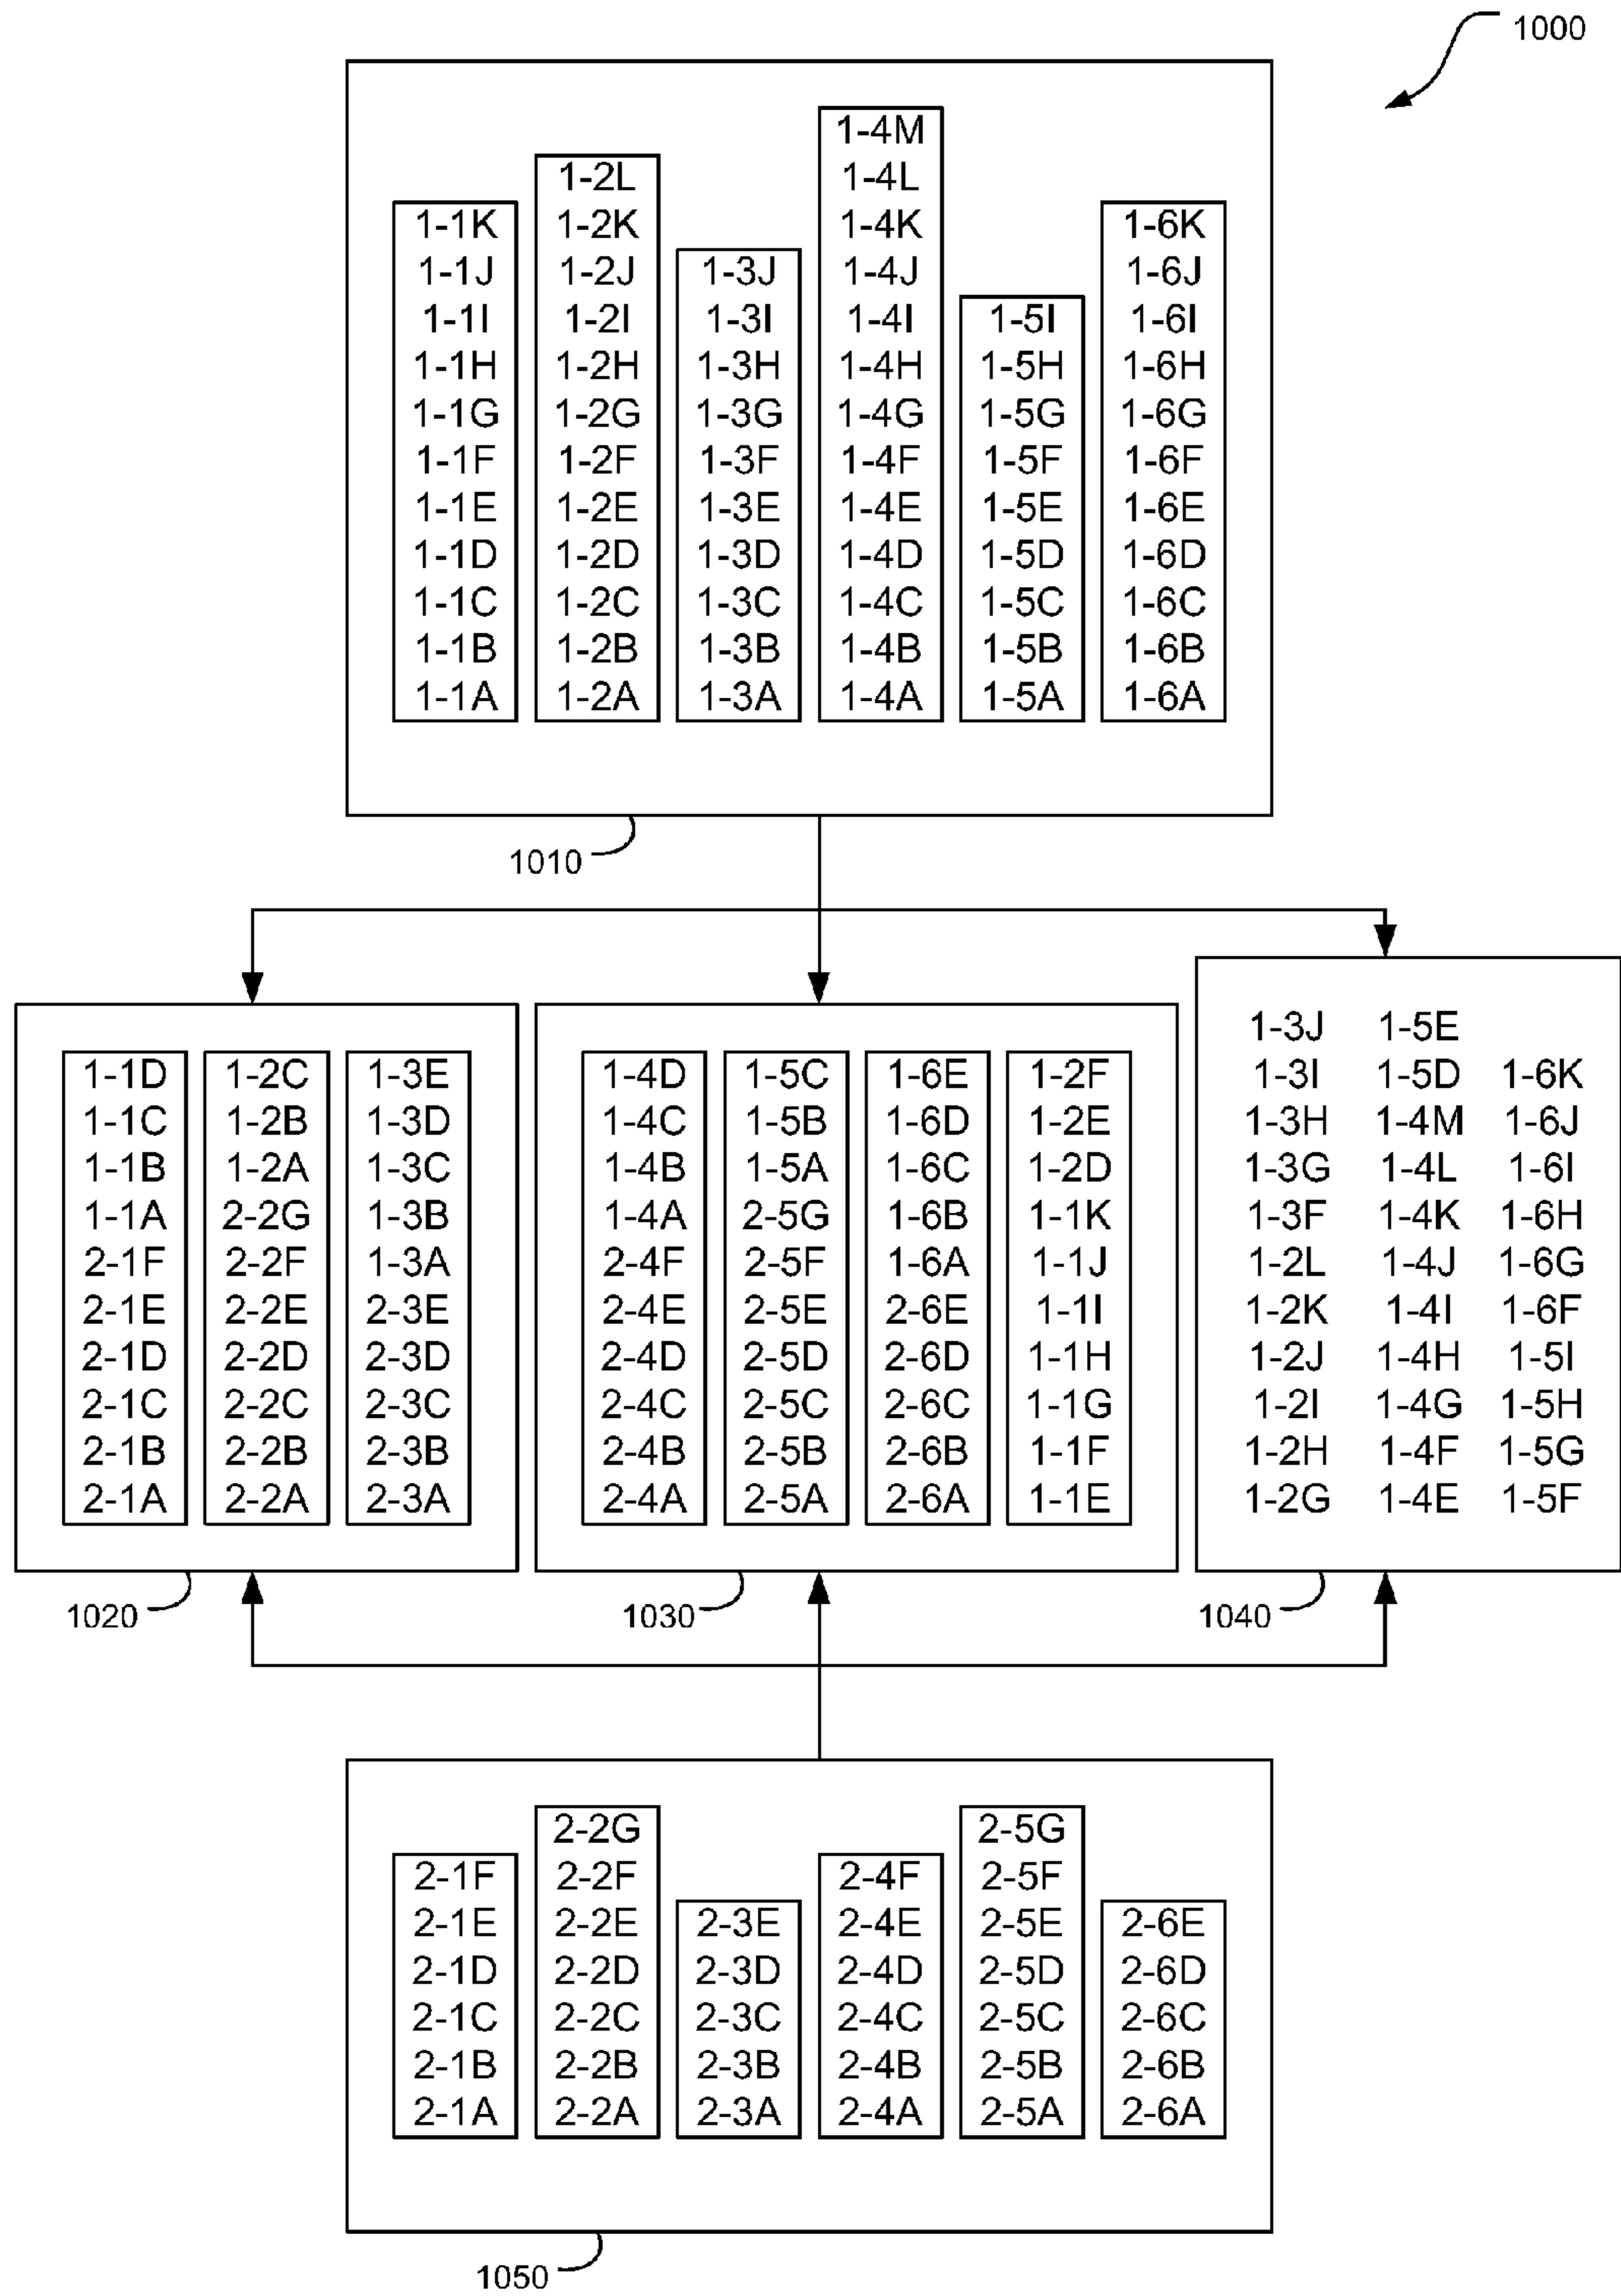 1000
1-4M
1-2L 1-4L
1-1K 1-2K 1-4K 1-6K
1-1J 1-2J 1-3J 1-4J 1-6J
1-1I 1-2I 1-3I 1-4I 1-5I 1-6I
1-1H 1-2H 1-3H 1-4H 1-5H 1-6H
1-1G 1-2G 1-3G 1-4G 1-5G 1-6G
1-1F 1-2F 1-3F 1-4F 1-5F 1-6F
1-1E 1-2E 1-3E 1-4E 1-5E 1-6E
1-1D 1-2D 1-3D 1-4D 1-5D 1-6D
1-1C 1-2C 1-3C 1-4C 1-5C 1-6C
1-1B 1-2B 1-3B 1-4B 1-5B 1-6B
1-1A 1-2A 1-3A 1-4A 1-5A 1-6A
1010
1-1D 1-2C 1-3E
1-1C 1-2B 1-3D
1-1B 1-2A 1-3C
1-1A 2-2G 1-3B
2-1F 2-2F 1-3A
2-1E 2-2E 2-3E
2-1D 2-2D 2-3D
2-1C 2-2C 2-3C
2-1B 2-2B 2-3B
2-1A 2-2A 2-3A
1020
1-4D 1-5C 1-6E 1-2F
1-4C 1-5B 1-6D 1-2E
1-4B 1-5A 1-6C 1-2D
1-4A 2-5G 1-6B 1-1K
2-4F 2-5F 1-6A 1-1J
2-4E 2-5E 2-6E 1-1I
2-4D 2-5D 2-6D 1-1H
2-4C 2-5C 2-6C 1-1G
2-4B 2-5B 2-6B 1-1F
2-4A 2-5A 2-6A 1-1E
1030
1-3J 1-5E
1-3I 1-5D 1-6K
1-3H 1-4M 1-6J
1-3G 1-4L 1-6I
1-3F 1-4K 1-6H
1-2L 1-4J 1-6G
1-2K 1-4I 1-6F
1-2J 1-4H 1-5I
1-2I 1-4G 1-5H
1-2H 1-4F 1-5G
1-2G 1-4E 1-5F
1040
2-2G 2-5G
2-1F 2-2F 2-4F 2-5F
2-1E 2-2E 2-3E 2-4E 2-5E 2-6E
2-1D 2-2D 2-3D 2-4D 2-5D 2-6D
2-1C 2-2C 2-3C 2-4C 2-5C 2-6C
2-1B 2-2B 2-3B 2-4B 2-5B 2-6B
2-1A 2-2A 2-3A 2-4A 2-5A 2-6A
1050